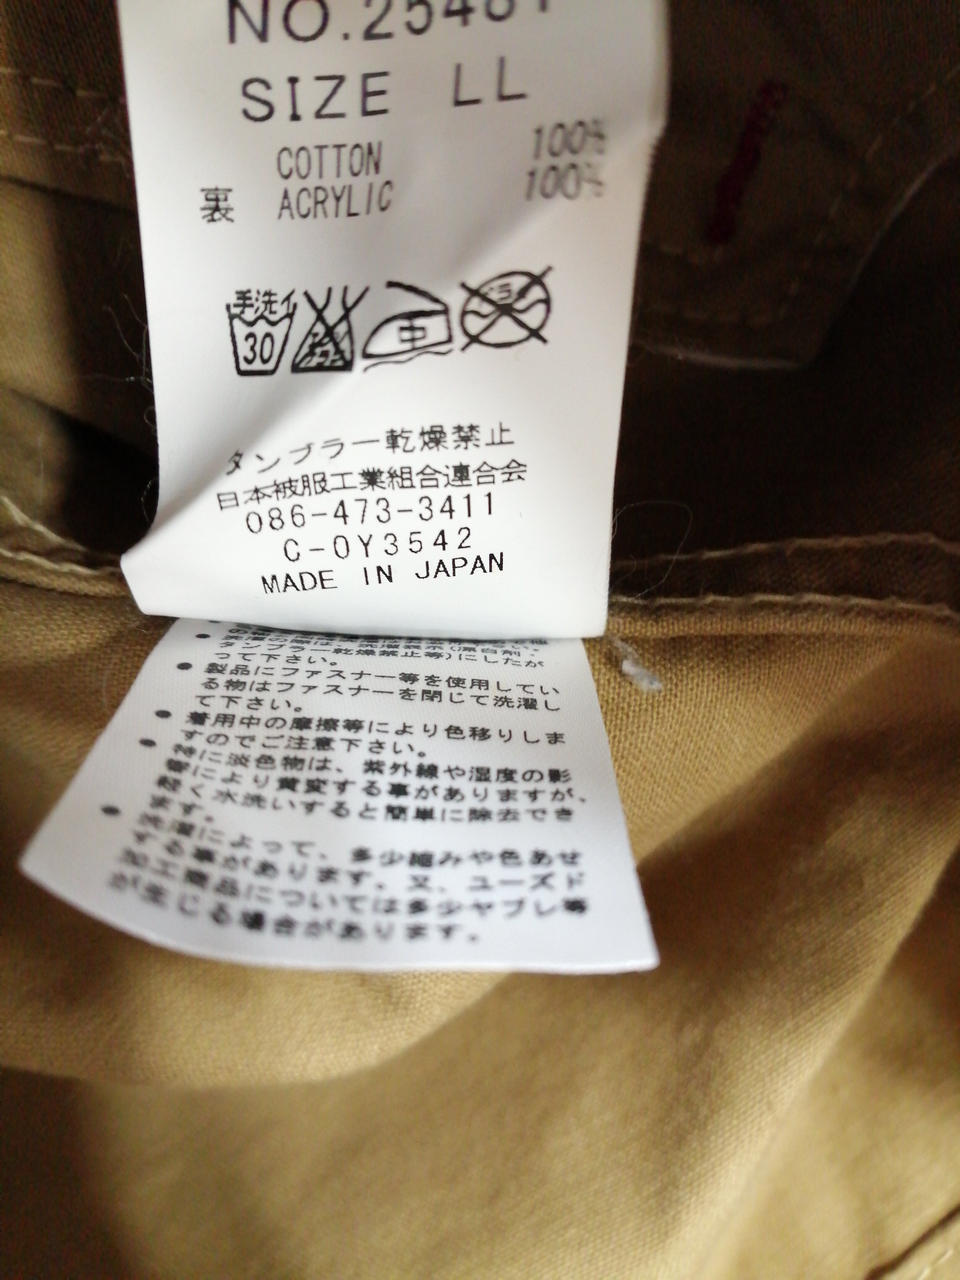 NO.25481
SIZE LL
COTTON 100%
裏 ACRYLIC 100%
手洗イ
30
中
タンブラー乾燥禁止
日本被服工業組合連合会
086-473-3411
C-0Y3542
MADE IN JAPAN
タンブラー乾燥禁止等)にしたが
って下さい。
●製品にファスナー等を使用してい
る物はファスナーを閉じて洗濯し
て下さい。
●着用中の摩擦等により色移りしま
すのでご注意下さい。
●特に淡色物は、紫外線や湿度の影
響により黄変する事がありますが、
軽く水洗いすると簡単に除去でき
ます。
●洗濯によって、多少縮みや色あせ
する事があります。又、ユーズド
加工商品については多少ヤブレ等
が生じる場合があります。